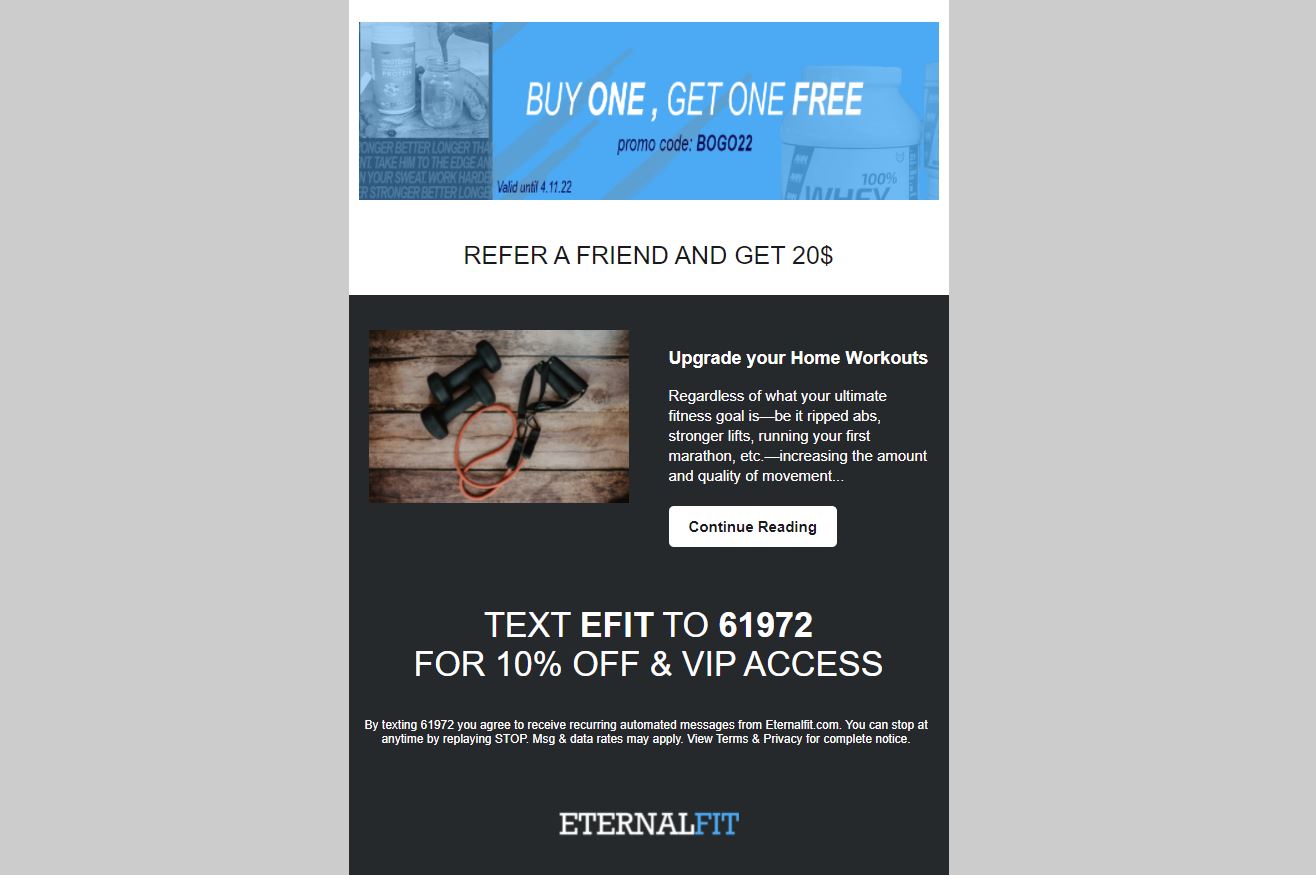 BUY ONE , GET ONE FREE
promo code: BOGO22
Valid until 4.11.22
PROTEIN
ONGER BETTER LONGER THA
NT. TAKE HIM TO THE EDGE AN
N YOUR SWEAT. WORK HARDE
ER STRONGER BETTER LONGE
100%
WHEY
REFER A FRIEND AND GET 20$
Upgrade your Home Workouts
Regardless of what your ultimate
fitness goal is—be it ripped abs,
stronger lifts, running your first
marathon, etc.—increasing the amount
and quality of movement...
Continue Reading
TEXT EFIT TO 61972
FOR 10% OFF & VIP ACCESS
By texting 61972 you agree to receive recurring automated messages from Eternalfit.com. You can stop at
anytime by replaying STOP. Msg & data rates may apply. View Terms & Privacy for complete notice.
ETERNALFIT